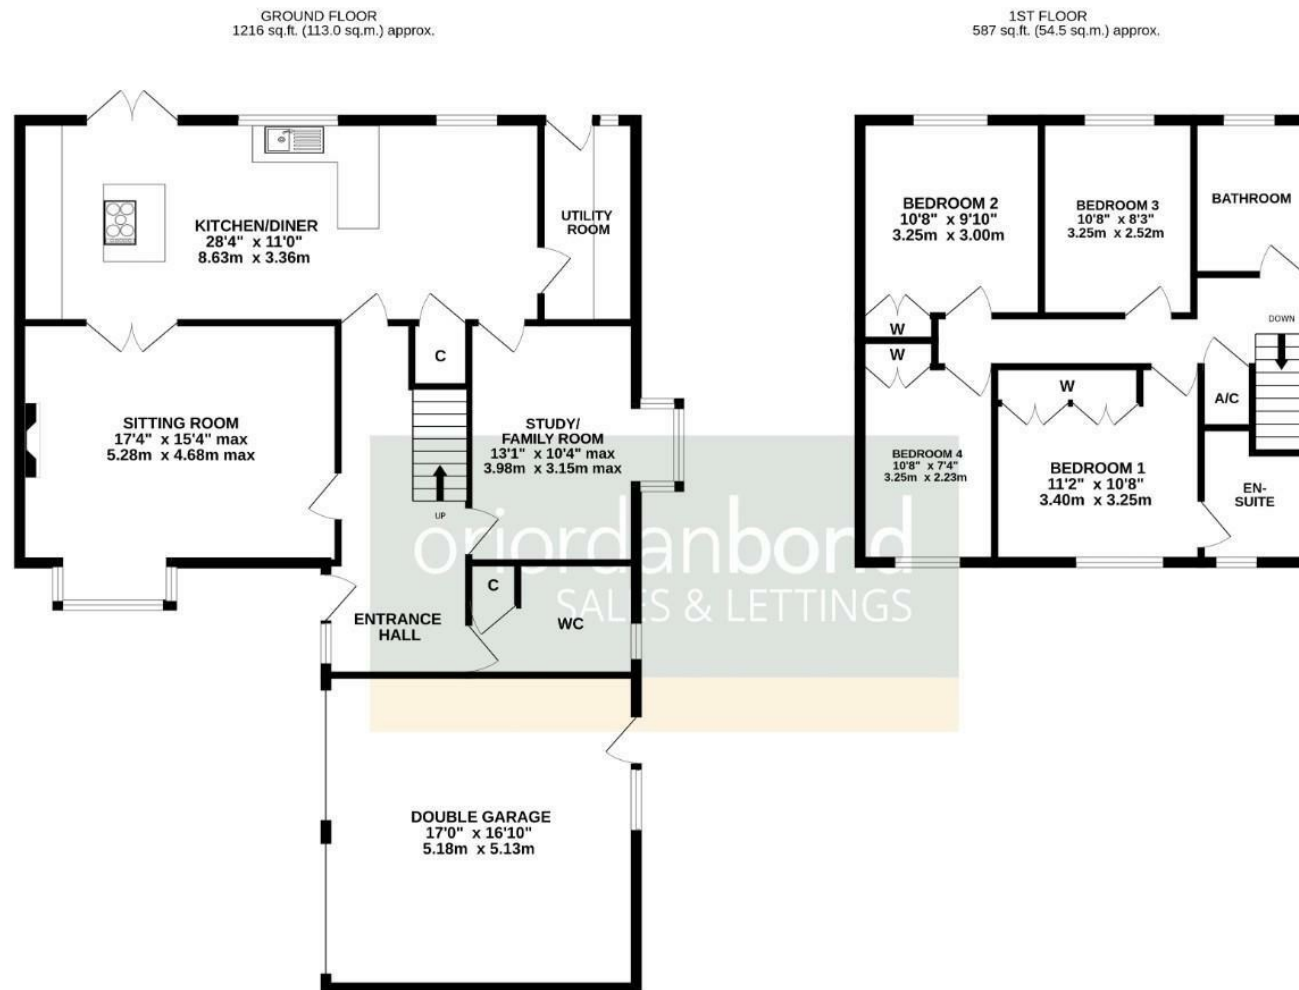 GROUND FLOOR
1216 sq.ft. (113.0 sq.m.) approx.
KITCHEN/DINER
28'4" x 11'0"
8.63m x 3.36m
UTILITY
ROOM
C
SITTING ROOM
17'4" x 15'4" max
5.28m x 4.68m max
STUDY/
FAMILY ROOM
13'1" x 10'4" max
3.98m x 3.15m max
UP
C
ENTRANCE
HALL
WC
DOUBLE GARAGE
17'0" x 16'10"
5.18m x 5.13m
1ST FLOOR
587 sq.ft. (54.5 sq.m.) approx.
BEDROOM 2
10'8" x 9'10"
3.25m x 3.00m
BEDROOM 3
10'8" x 8'3"
3.25m x 2.52m
BATHROOM
DOWN
W
W
W
A/C
BEDROOM 4
10'8" x 7'4"
3.25m x 2.23m
BEDROOM 1
11'2" x 10'8"
3.40m x 3.25m
EN-
SUITE
oriordanbond
SALES & LETTINGS